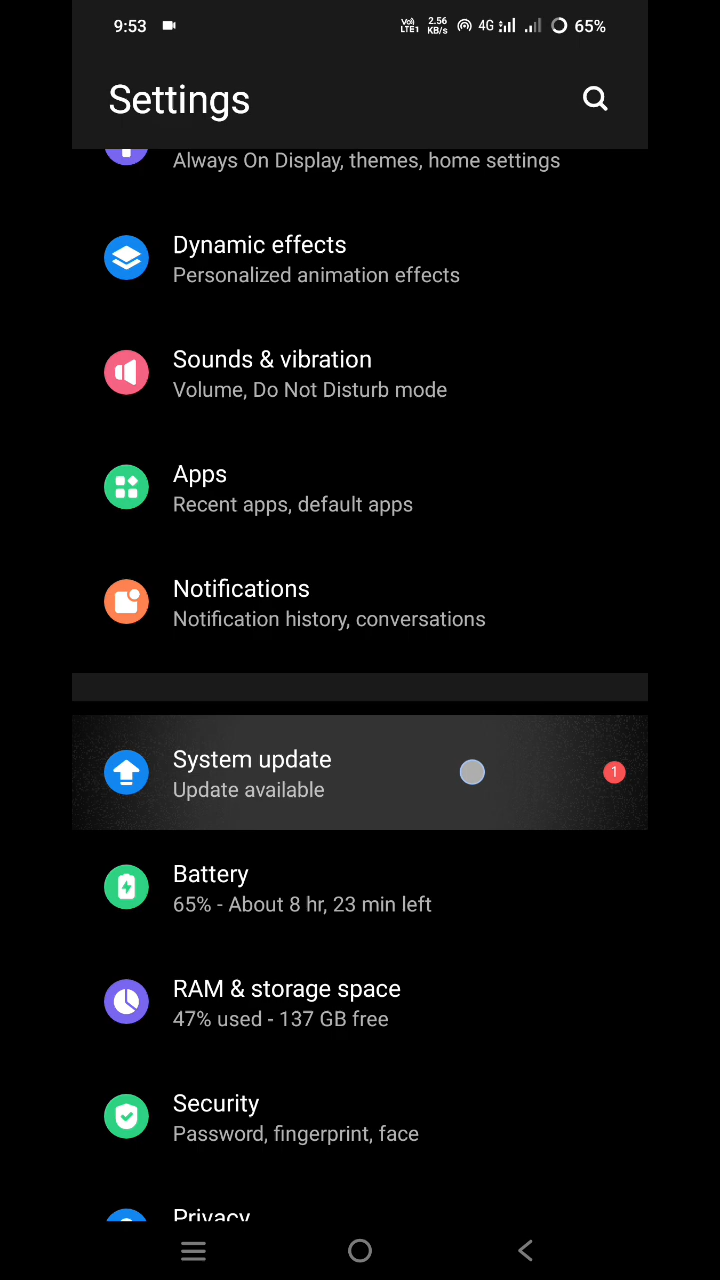 9:53
Vo) LTE1 2.56 KB/s 4G 65%
Settings
Always On Display, themes, home settings
Dynamic effects
Personalized animation effects
Sounds & vibration
Volume, Do Not Disturb mode
Apps
Recent apps, default apps
Notifications
Notification history, conversations
System update
Update available
1
Battery
65% - About 8 hr, 23 min left
RAM & storage space
47% used - 137 GB free
Security
Password, fingerprint, face
Privacy